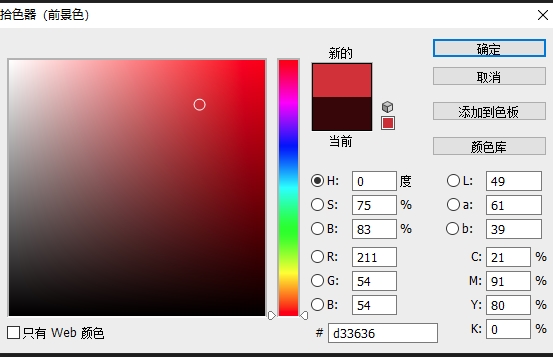 拾色器（前景色）
新的
当前
确定
取消
添加到色板
颜色库
H: 0 度
S: 75 %
B: 83 %
R: 211
G: 54
B: 54
# d33636
L: 49
a: 61
b: 39
C: 21 %
M: 91 %
Y: 80 %
K: 0 %
只有 Web 颜色